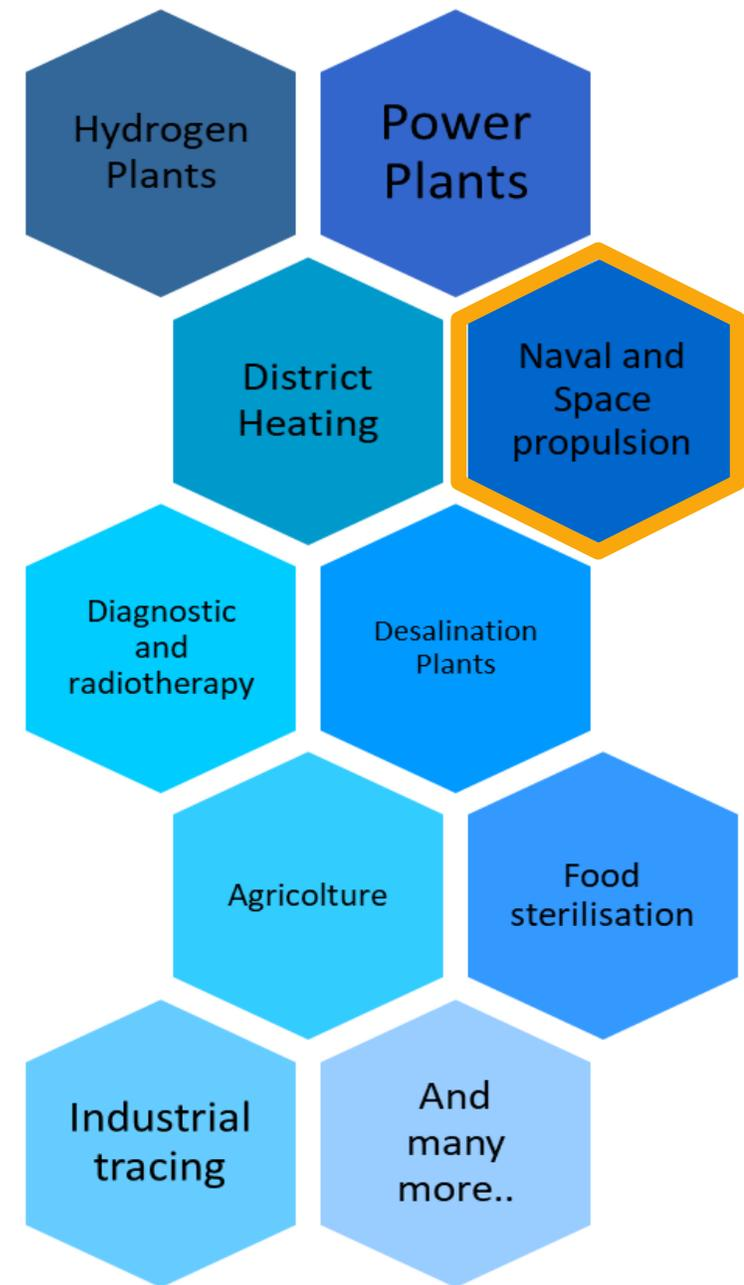 Hydrogen
Plants
Power
Plants
District
Heating
Naval and
Space
propulsion
Diagnostic
and
radiotherapy
Desalination
Plants
Agricolture
Food
sterilisation
Industrial
tracing
And
many
more..